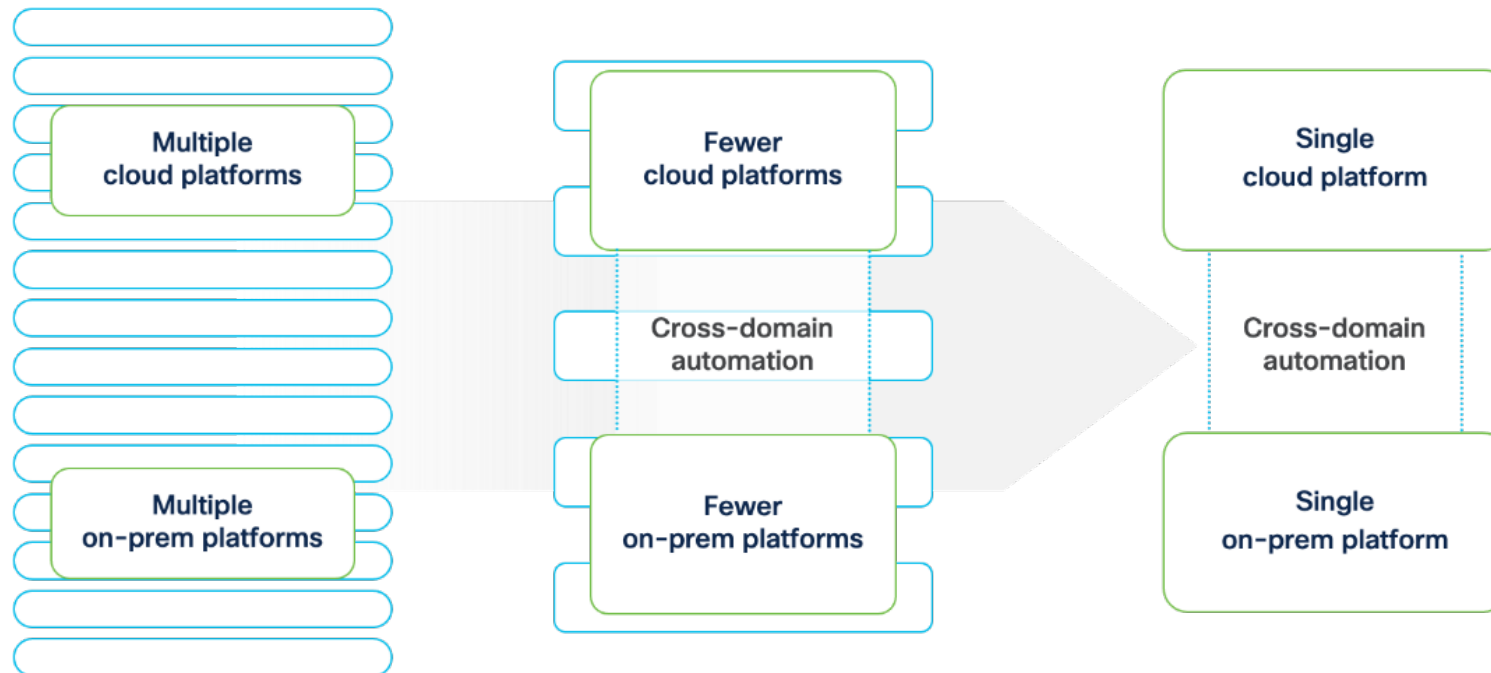 Multiple
cloud platforms
Multiple
on-prem platforms
Fewer
cloud platforms
Cross-domain
automation
Fewer
on-prem platforms
Single
cloud platform
Cross-domain
automation
Single
on-prem platform